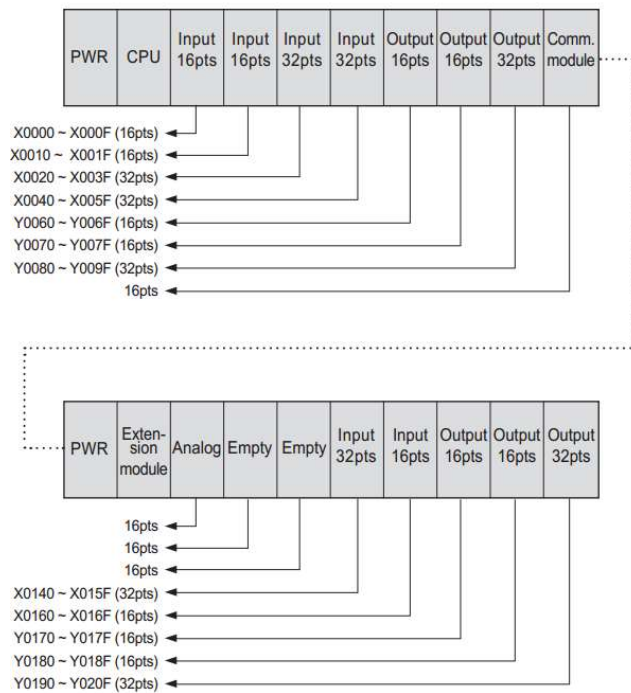 PWR
CPU
Input
16pts
Input
16pts
Input
32pts
Input
32pts
Output
16pts
Output
16pts
Output
32pts
Comm.
module
X0000 ~ X000F (16pts)
X0010 ~ X001F (16pts)
X0020 ~ X003F (32pts)
X0040 ~ X005F (32pts)
Y0060 ~ Y006F (16pts)
Y0070 ~ Y007F (16pts)
Y0080 ~ Y009F (32pts)
16pts
PWR
Exten-
sion
module
Analog
Empty
Empty
Input
32pts
Input
16pts
Output
16pts
Output
16pts
Output
32pts
16pts
16pts
16pts
X0140 ~ X015F (32pts)
X0160 ~ X016F (16pts)
Y0170 ~ Y017F (16pts)
Y0180 ~ Y018F (16pts)
Y0190 ~ Y020F (32pts)